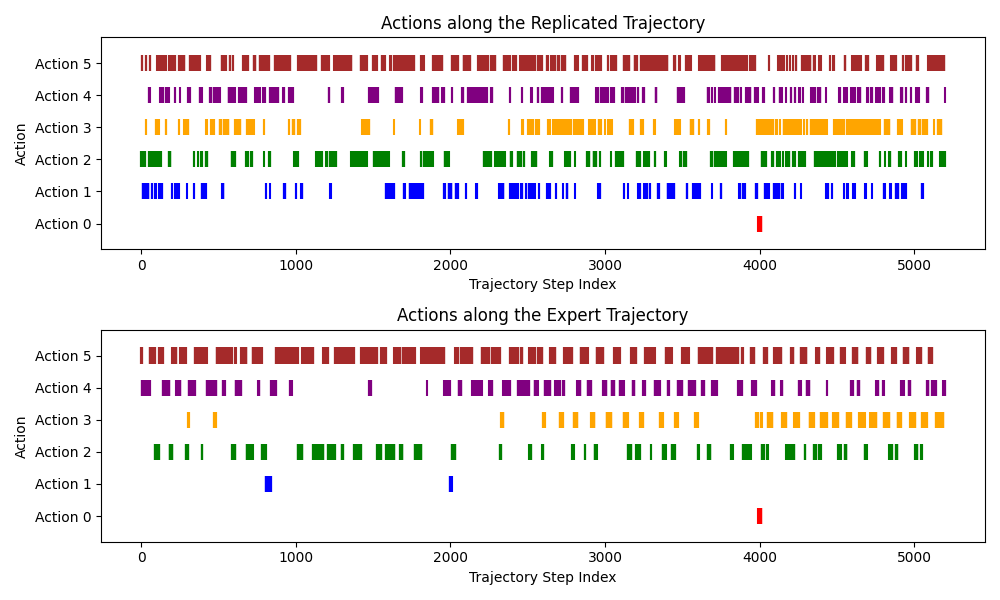 Actions along the Replicated Trajectory
Action
Action 5
Action 4
Action 3
Action 2
Action 1
Action 0
0 1000 2000 3000 4000 5000
Trajectory Step Index
Actions along the Expert Trajectory
Action
Action 5
Action 4
Action 3
Action 2
Action 1
Action 0
0 1000 2000 3000 4000 5000
Trajectory Step Index